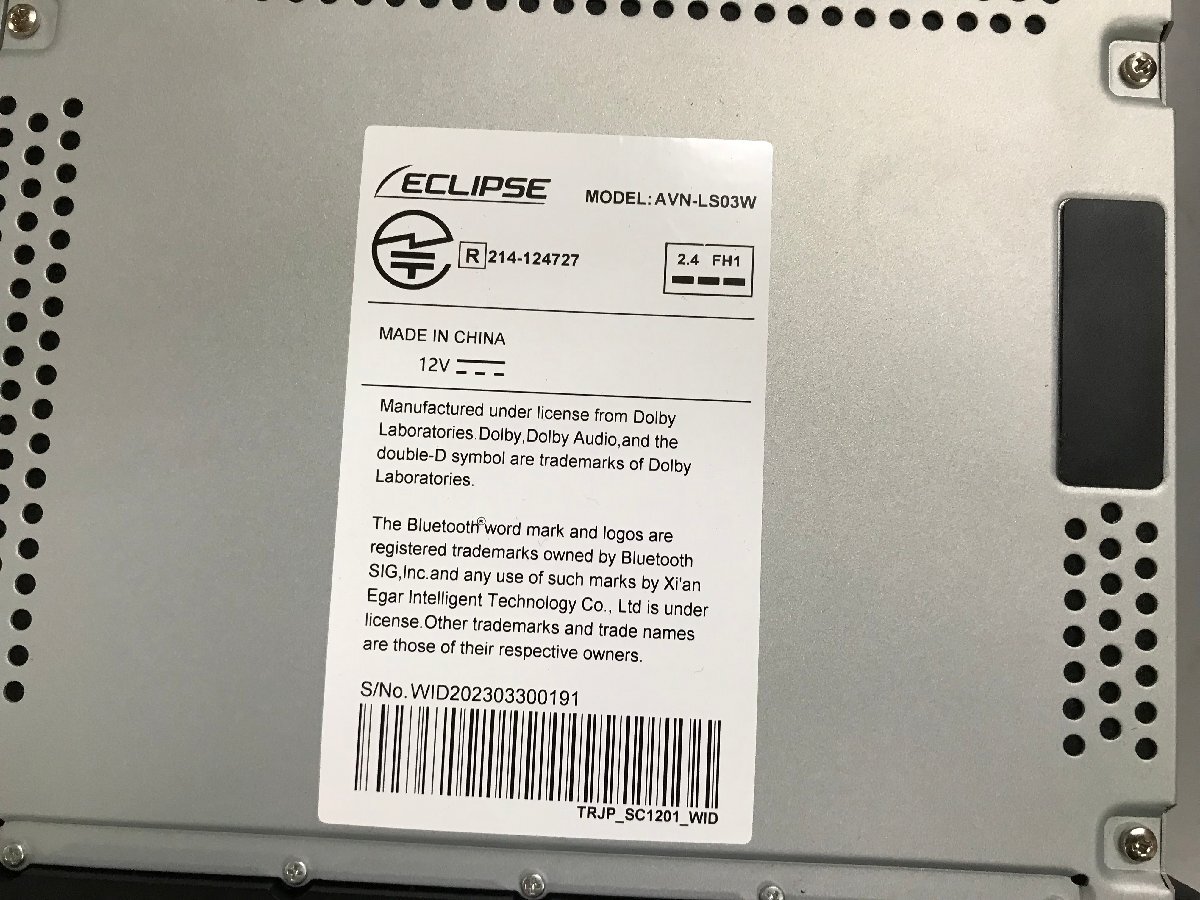 ECLIPSE MODEL:AVN-LS03W
R 214-124727 2.4 FH1
MADE IN CHINA
12V
Manufactured under license from Dolby
Laboratories.Dolby,Dolby Audio,and the
double-D symbol are trademarks of Dolby
Laboratories.
The Bluetooth® word mark and logos are
registered trademarks owned by Bluetooth
SIG,Inc.and any use of such marks by Xi'an
Egar Intelligent Technology Co., Ltd is under
license.Other trademarks and trade names
are those of their respective owners.
S/No. WID202303300191
TRJP_SC1201_WID